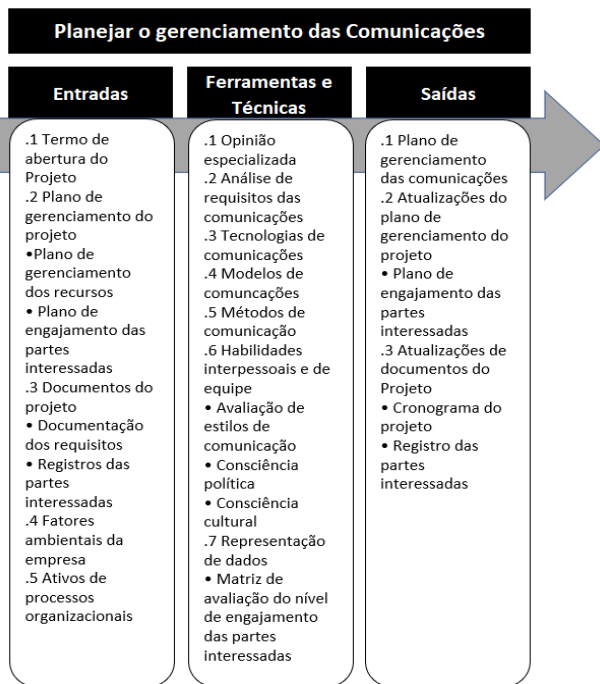 Planejar o gerenciamento das Comunicações
Entradas
.1 Termo de
abertura do
Projeto
.2 Plano de
gerenciamento do
projeto
•Plano de
gerenciamento
dos recursos
• Plano de
engajamento das
partes
interessadas
.3 Documentos do
projeto
• Documentação
dos requisitos
• Registros das
partes
interessadas
.4 Fatores
ambientais da
empresa
.5 Ativos de
processos
organizacionais
Ferramentas e
Técnicas
.1 Opinião
especializada
.2 Análise de
requisitos das
comunicações
.3 Tecnologias de
comunicações
.4 Modelos de
comuncações
.5 Métodos de
comunicação
.6 Habilidades
interpessoais e de
equipe
• Avaliação de
estilos de
comunicação
• Consciência
política
• Consciência
cultural
.7 Representação
de dados
• Matriz de
avaliação do nível
de engajamento
das partes
interessadas
Saídas
.1 Plano de
gerenciamento
das comunicações
.2 Atualizações do
plano de
gerenciamento do
projeto
• Plano de
engajamento das
partes
interessadas
.3 Atualizações de
documentos do
Projeto
• Cronograma do
projeto
• Registro das
partes
interessadas